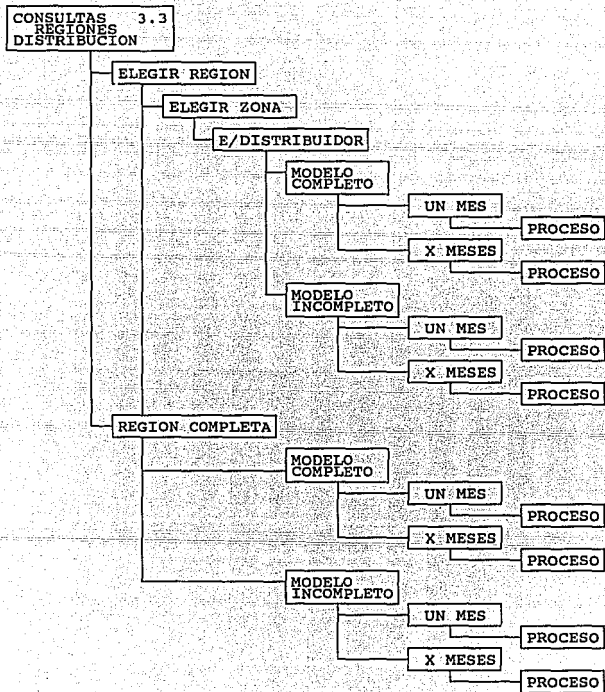 CONSULTAS 3.3
REGIONES
DISTRIBUCION
ELEGIR REGION
ELEGIR ZONA
E/DISTRIBUIDOR
MODELO
COMPLETO
UN MES
PROCESO
X MESES
PROCESO
MODELO
INCOMPLETO
UN MES
PROCESO
X MESES
PROCESO
REGION COMPLETA
MODELO
COMPLETO
UN MES
PROCESO
X MESES
PROCESO
MODELO
INCOMPLETO
UN MES
PROCESO
X MESES
PROCESO